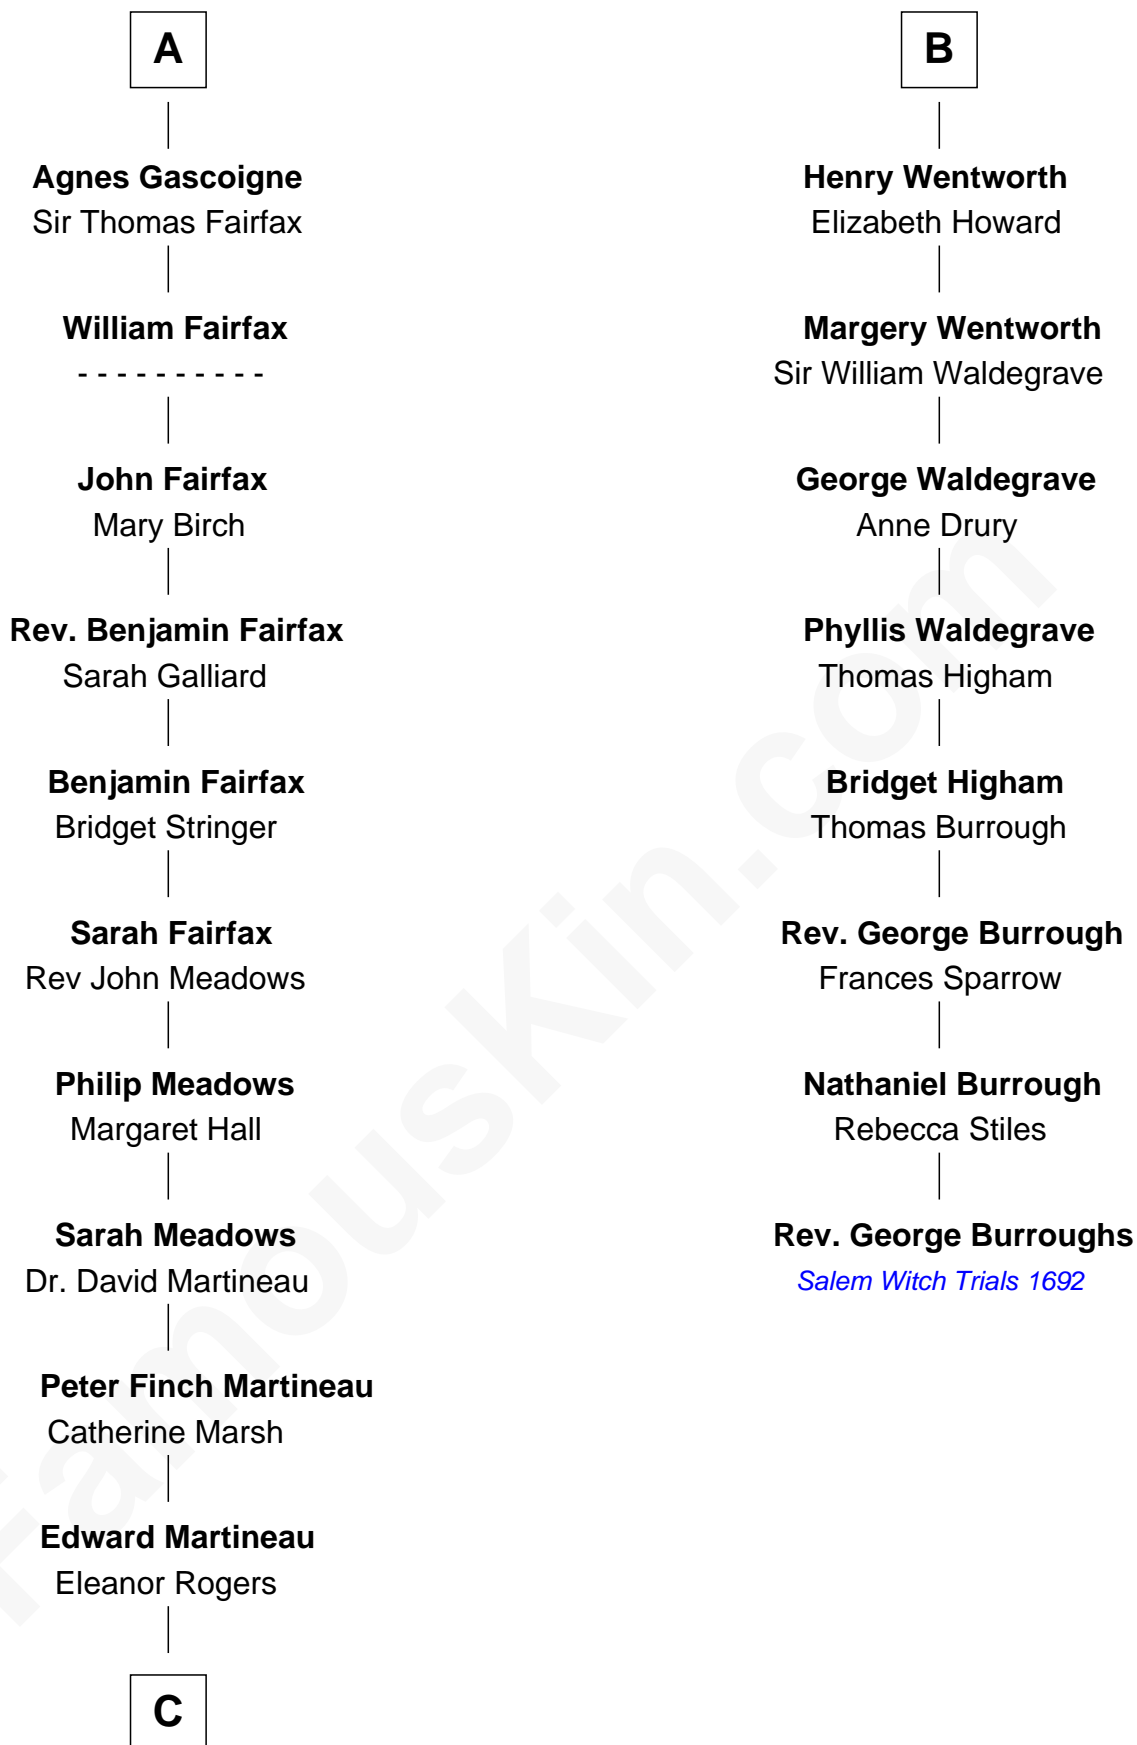 A
Agnes Gascoigne
Sir Thomas Fairfax
William Fairfax
- - - - - - - - - -
John Fairfax
Mary Birch
Rev. Benjamin Fairfax
Sarah Galliard
Benjamin Fairfax
Bridget Stringer
Sarah Fairfax
Rev John Meadows
Philip Meadows
Margaret Hall
Sarah Meadows
Dr. David Martineau
Peter Finch Martineau
Catherine Marsh
Edward Martineau
Eleanor Rogers
C
B
Henry Wentworth
Elizabeth Howard
Margery Wentworth
Sir William Waldegrave
George Waldegrave
Anne Drury
Phyllis Waldegrave
Thomas Higham
Bridget Higham
Thomas Burrough
Rev. George Burrough
Frances Sparrow
Nathaniel Burrough
Rebecca Stiles
Rev. George Burroughs
Salem Witch Trials 1692
FamousKin.com